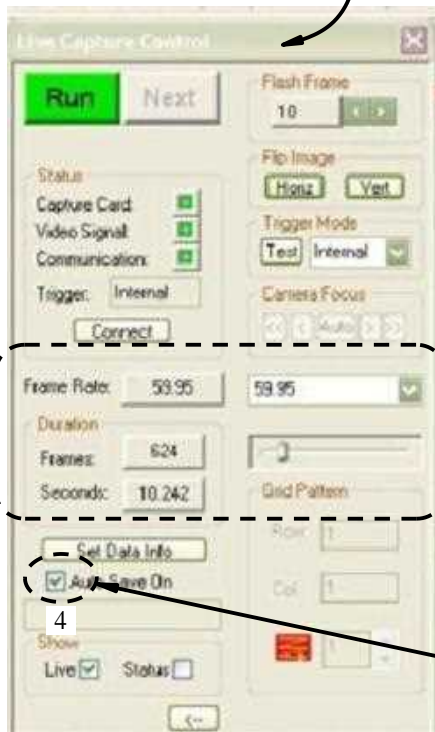 Live Capture Control
Run Next
Flash Frame
10
Flip Image
Horiz Vert
Status
Capture Card:
Video Signal:
Communication:
Trigger: Internal
Connect
Trigger Mode
Test Internal
Camera Focus
<< < Auto > >>
Frame Rate: 59.95 59.95
Duration
Frames: 624
Seconds: 10.242
Grid Pattern
Row: 1
Col: 1
1
Set Data Info
Auto Save On
4
Show
Live Status
<--